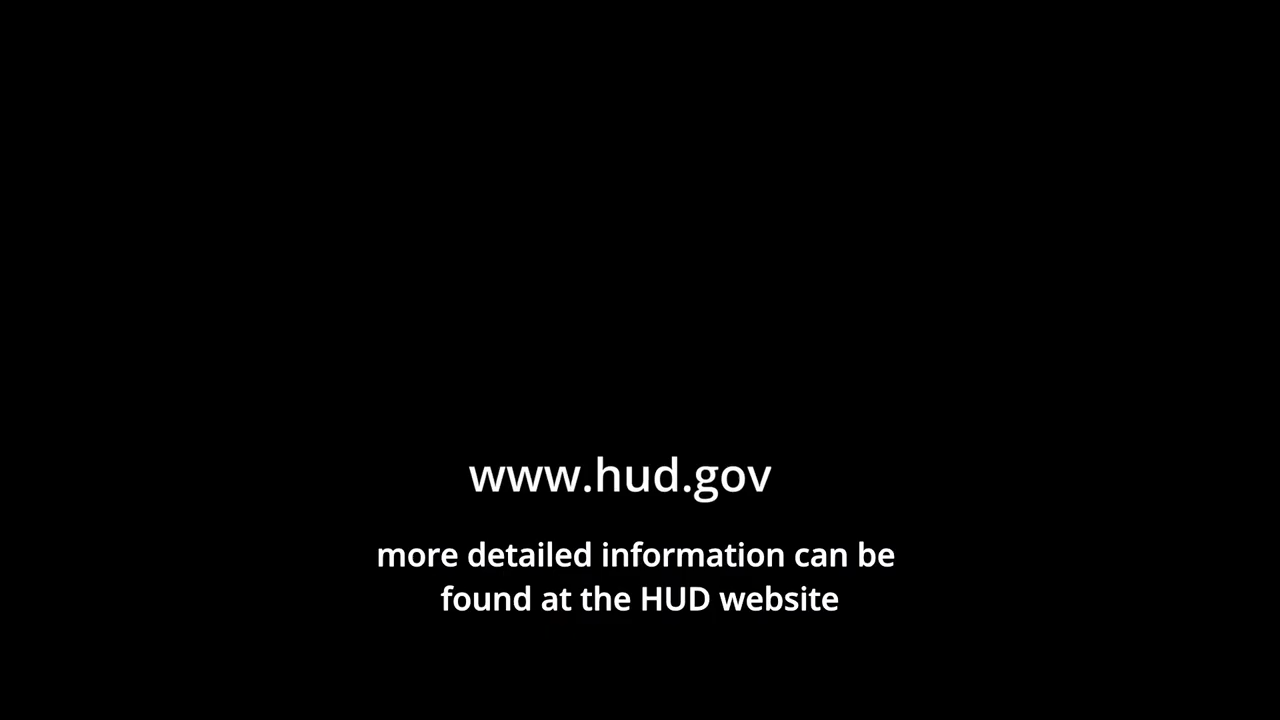 www.hud.gov
more detailed information can be
found at the HUD website